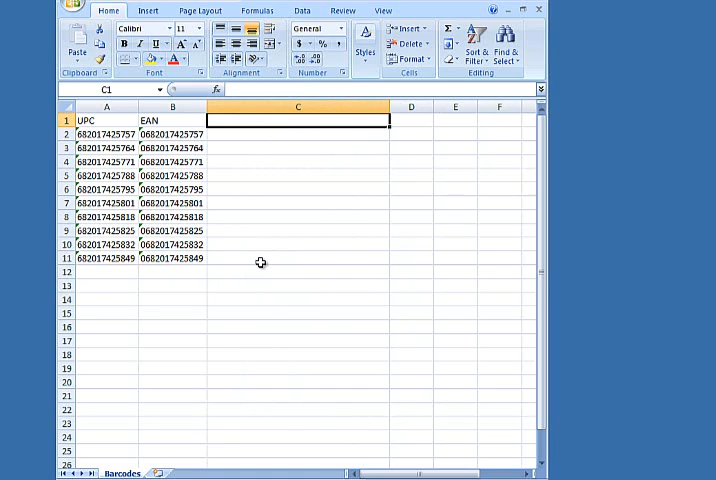 Home Insert Page Layout Formulas Data Review View
Calibri 11 General
Paste B I U A A $ % , Styles Insert Delete Format Σ Sort & Filter Find & Select
Clipboard Font Alignment Number Cells Editing
C1 fx
A B C D E F
1 UPC EAN
2 682017425757 0682017425757
3 682017425764 0682017425764
4 682017425771 0682017425771
5 682017425788 0682017425788
6 682017425795 0682017425795
7 682017425801 0682017425801
8 682017425818 0682017425818
9 682017425825 0682017425825
10 682017425832 0682017425832
11 682017425849 0682017425849
12
13
14
15
16
17
18
19
20
21
22
23
24
25
26
Barcodes